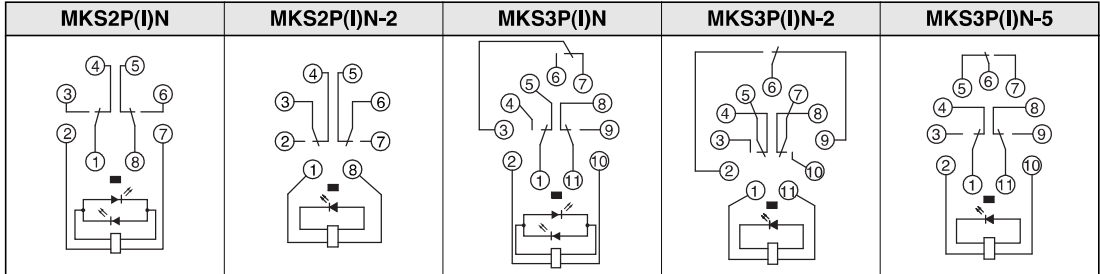 MKS2P(I)N MKS2P(I)N-2 MKS3P(I)N MKS3P(I)N-2 MKS3P(I)N-5
4 5 3 6 2 7 1 8
4 5 3 6 2 7 1 8
6 7 5 4 8 3 9 2 10 1 11
6 5 7 4 8 3 9 2 10 1 11
5 6 7 4 8 3 9 2 10 1 11